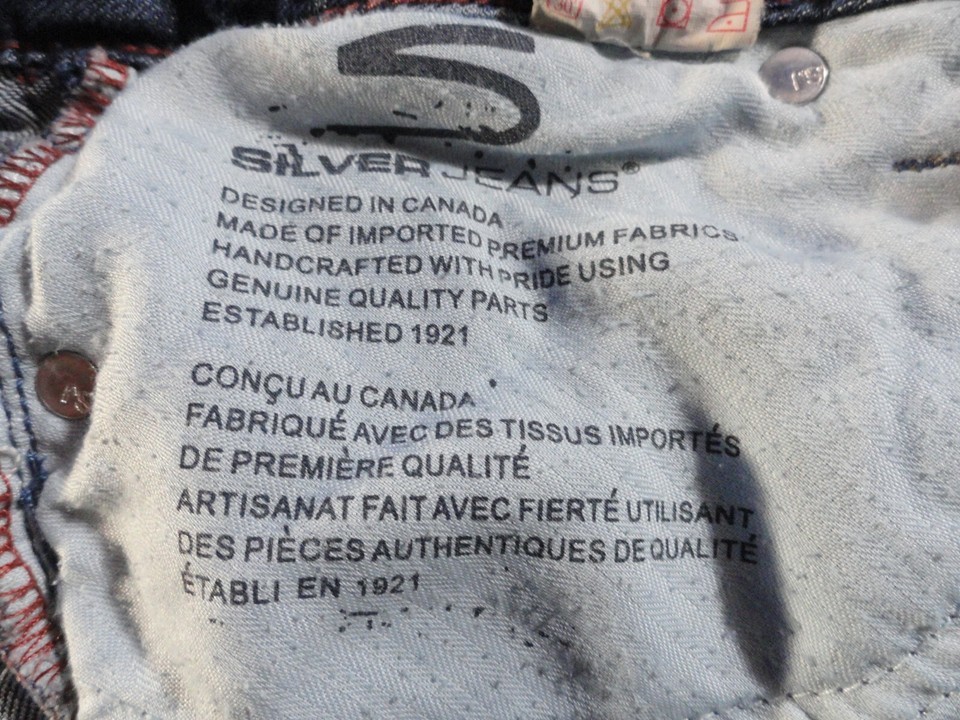 S
SILVER JEANS®
DESIGNED IN CANADA
MADE OF IMPORTED PREMIUM FABRICS
HANDCRAFTED WITH PRIDE USING
GENUINE QUALITY PARTS
ESTABLISHED 1921
CONÇU AU CANADA
FABRIQUÉ AVEC DES TISSUS IMPORTÉS
DE PREMIÈRE QUALITÉ
ARTISANAT FAIT AVEC FIERTÉ UTILISANT
DES PIÈCES AUTHENTIQUES DE QUALITÉ
ÉTABLI EN 1921